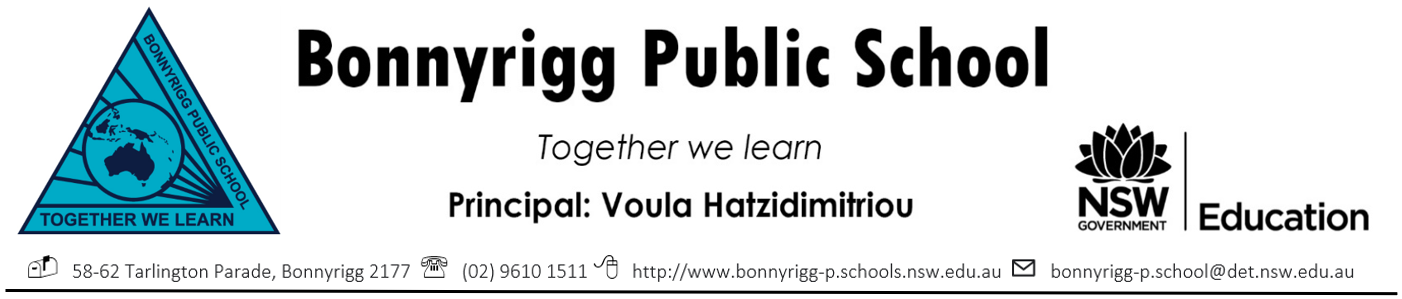 BONNYRIGG PUBLIC SCHOOL
TOGETHER WE LEARN
Bonnyrigg Public School
Together we learn
Principal: Voula Hatzidimitriou
NSW
GOVERNMENT
Education
58-62 Tarlington Parade, Bonnyrigg 2177 (02) 9610 1511 http://www.bonnyrigg-p.schools.nsw.edu.au bonnyrigg-p.school@det.nsw.edu.au